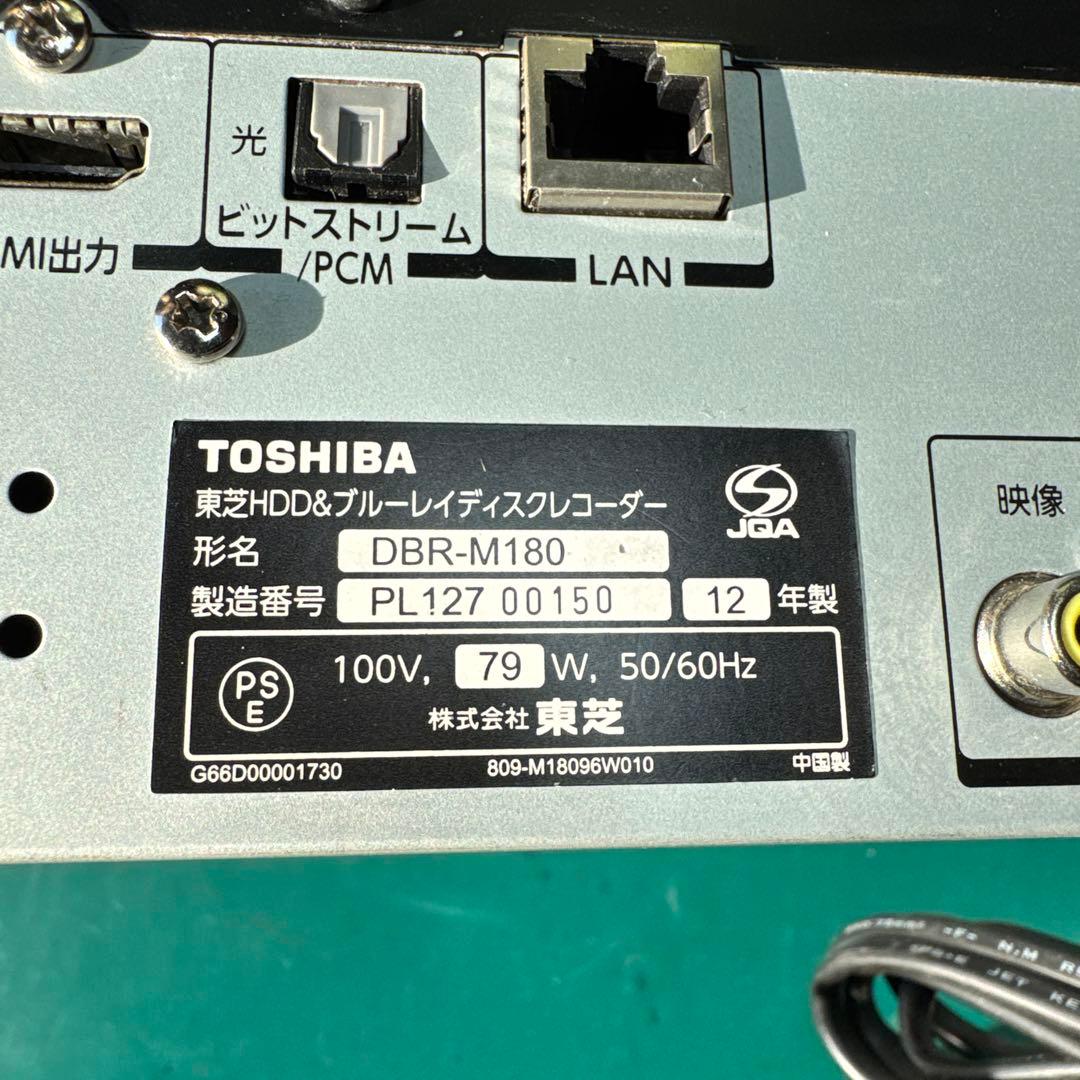 光
ビットストリーム
/PCM
MI出力
LAN
TOSHIBA
東芝HDD&ブルーレイディスクレコーダー
JQA
形名 DBR-M180
製造番号 PL127 00150 12 年製
PS
E
100V, 79 W, 50/60Hz
株式会社 東芝
G66D00001730 809-M18096W010 中国製
映像
N:M
JET KE